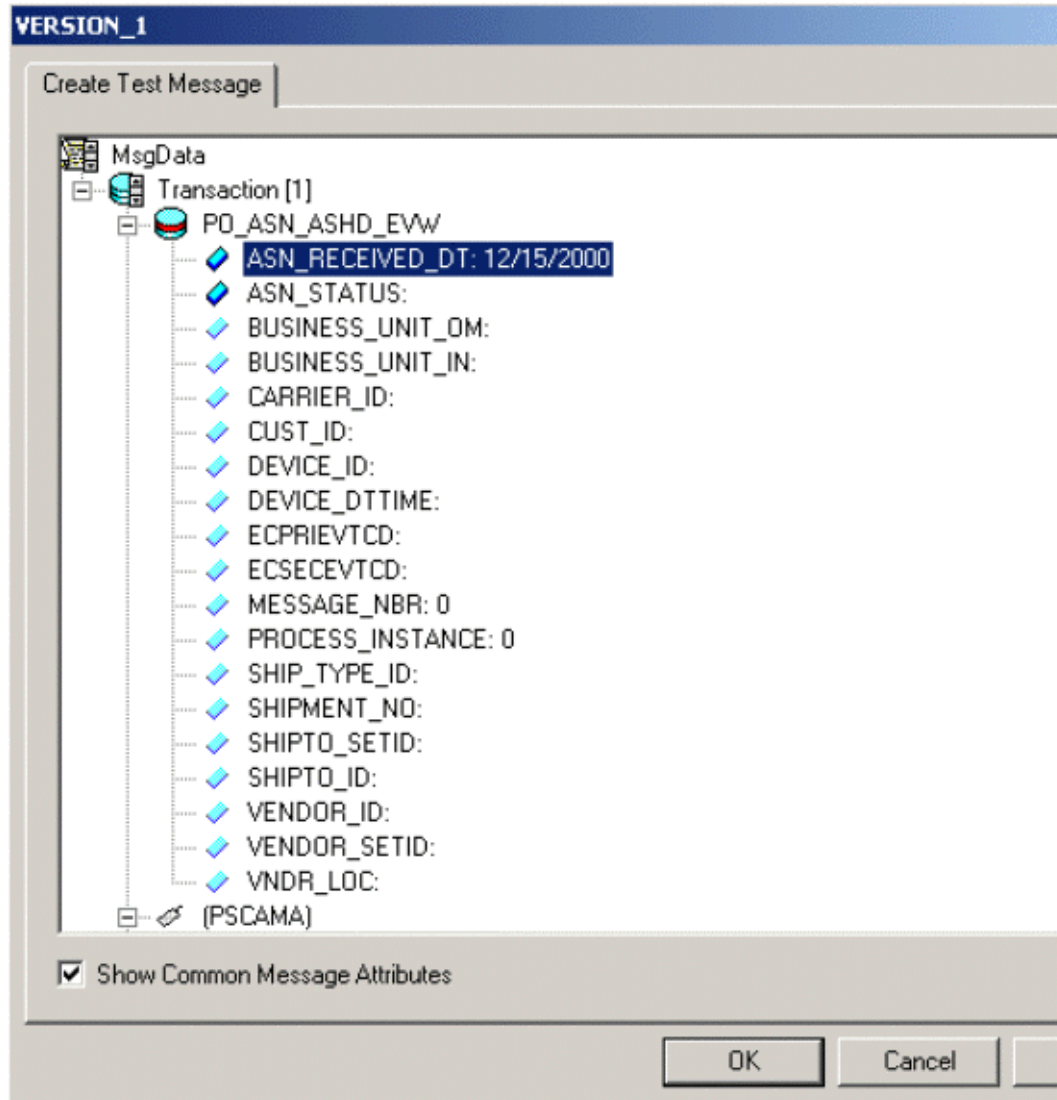 VERSION_1
Create Test Message
MsgData
Transaction [1]
PO_ASN_ASHD_EVW
ASN_RECEIVED_DT: 12/15/2000
ASN_STATUS:
BUSINESS_UNIT_OM:
BUSINESS_UNIT_IN:
CARRIER_ID:
CUST_ID:
DEVICE_ID:
DEVICE_DTTIME:
ECPRIEVTCD:
ECSECEVTCD:
MESSAGE_NBR: 0
PROCESS_INSTANCE: 0
SHIP_TYPE_ID:
SHIPMENT_NO:
SHIPTO_SETID:
SHIPTO_ID:
VENDOR_ID:
VENDOR_SETID:
VNDR_LOC:
(PSCAMA)
Show Common Message Attributes
OK Cancel